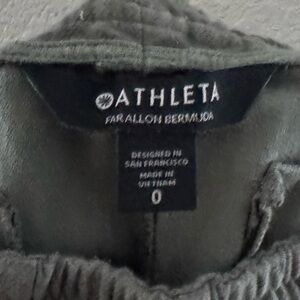 ATHLETA
FARALLON BERMUDA
DESIGNED IN
SAN FRANCISCO
MADE IN
VIETNAM
0